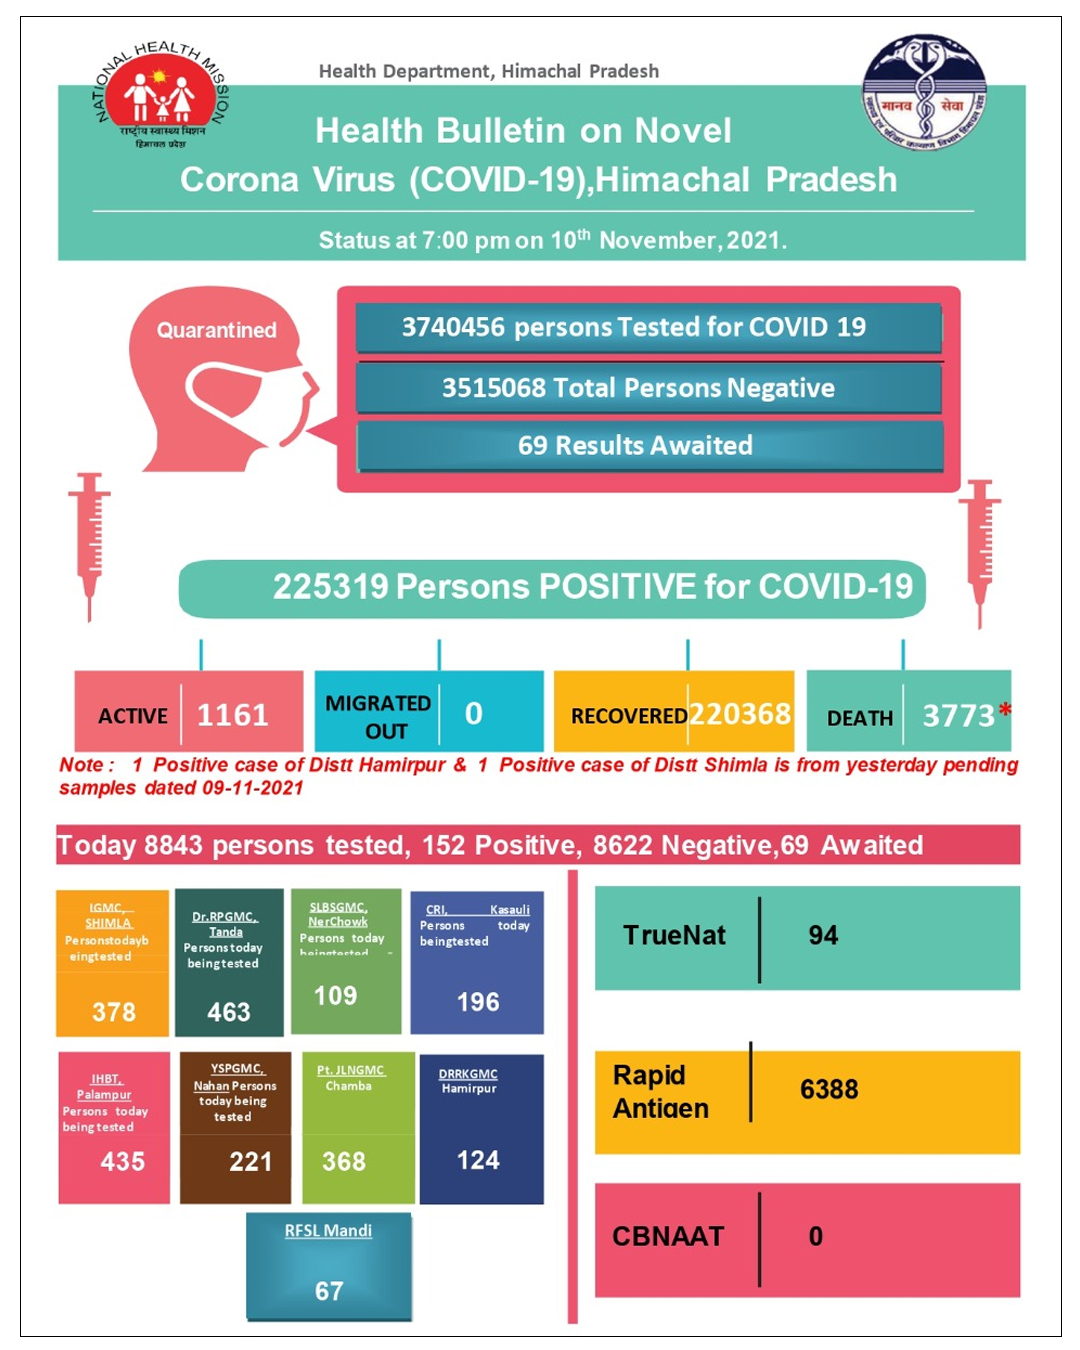 NATIONAL HEALTH MISSION
राष्ट्रीय स्वास्थ्य मिशन
हिमाचल प्रदेश
Health Department, Himachal Pradesh
मानव सेवा
Health Bulletin on Novel
Corona Virus (COVID-19),Himachal Pradesh
Status at 7:00 pm on 10th November, 2021.
Quarantined
3740456 persons Tested for COVID 19
3515068 Total Persons Negative
69 Results Awaited
225319 Persons POSITIVE for COVID-19
ACTIVE 1161
MIGRATED
OUT 0
RECOVERED 220368
DEATH 3773*
Note : 1 Positive case of Distt Hamirpur & 1 Positive case of Distt Shimla is from yesterday pending
samples dated 09-11-2021
Today 8843 persons tested, 152 Positive, 8622 Negative,69 Awaited
IGMC,
SHIMLA
Personstodayb
eingtested
378
Dr.RPGMC,
Tanda
Persons today
being tested
463
SLBSGMC,
NerChowk
Persons today
beingtested
109
CRI, Kasauli
Persons today
beingtested
196
IHBT,
Palampur
Persons today
being tested
435
YSPGMC,
Nahan Persons
today being
tested
221
Pt. JLNGMC
Chamba
368
DRRKGMC
Hamirpur
124
RFSL Mandi
67
TrueNat 94
Rapid
Antigen 6388
CBNAAT 0